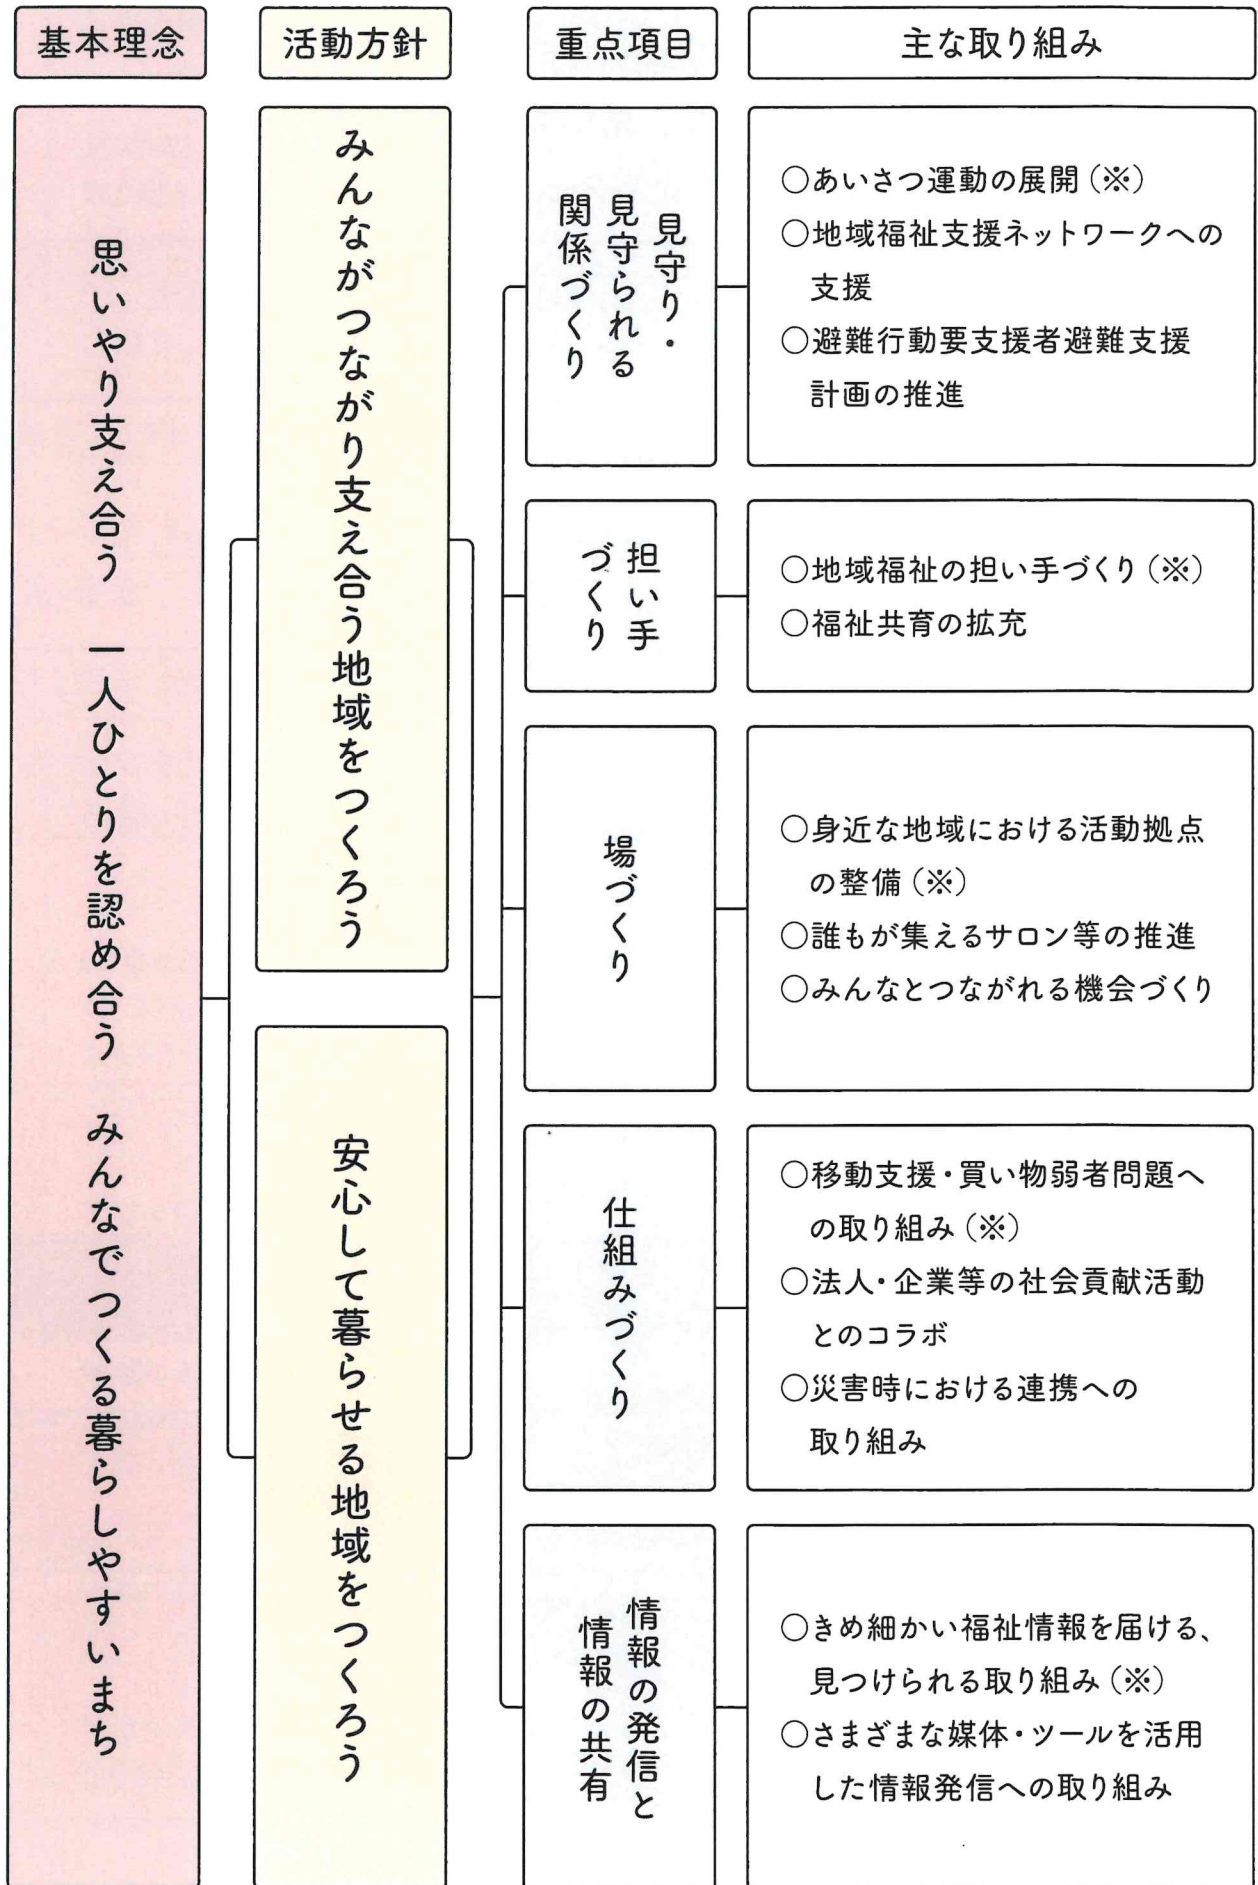 基本理念
活動方針
重点項目
主な取り組み
思いやり支え合う　一人ひとりを認め合う　みんなでつくる暮らしやすいまち
みんながつながり支え合う地域をつくろう
安心して暮らせる地域をつくろう
見守り・
見守られる
関係づくり
○あいさつ運動の展開（※）
○地域福祉支援ネットワークへの
支援
○避難行動要支援者避難支援
計画の推進
担い手
づくり
○地域福祉の担い手づくり（※）
○福祉共育の拡充
場づくり
○身近な地域における活動拠点
の整備（※）
○誰もが集えるサロン等の推進
○みんなとつながれる機会づくり
仕組みづくり
○移動支援・買い物弱者問題へ
の取り組み（※）
○法人・企業等の社会貢献活動
とのコラボ
○災害時における連携への
取り組み
情報の発信と
情報の共有
○きめ細かい福祉情報を届ける、
見つけられる取り組み（※）
○さまざまな媒体・ツールを活用
した情報発信への取り組み